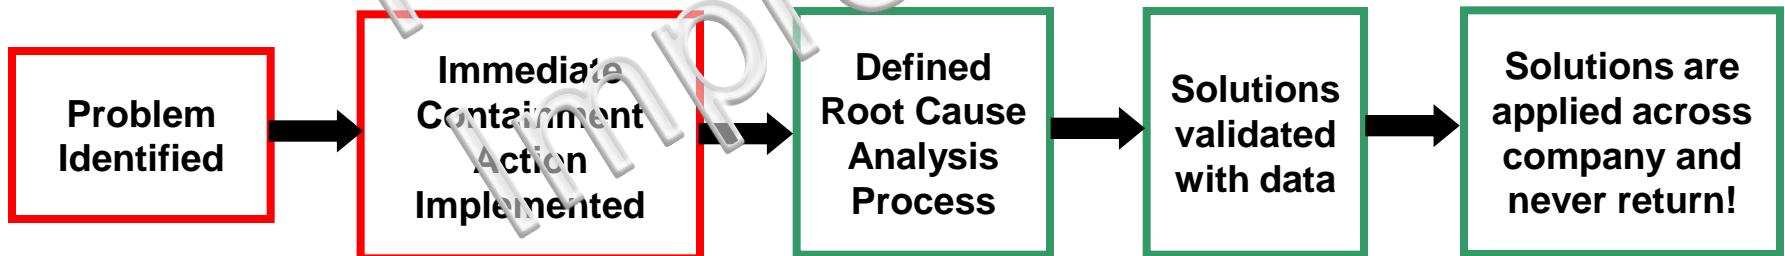 Problem
Identified
Immediate
Containment
Action
Implemented
Defined
Root Cause
Analysis
Process
Solutions
validated
with data
Solutions are
applied across
company and
never return!